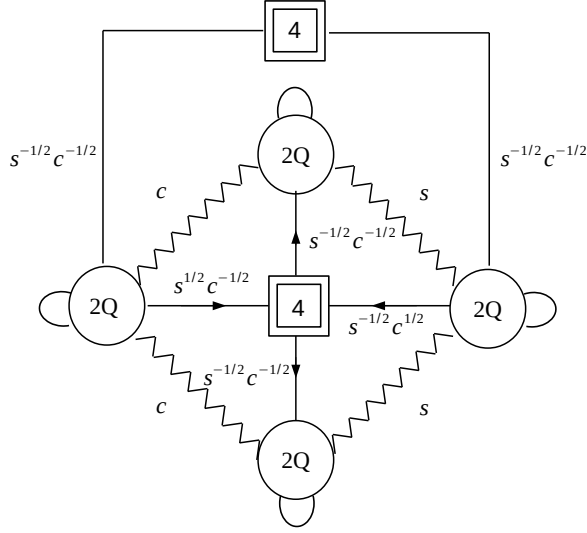 4
s^{-1/2} c^{-1/2}
s^{-1/2} c^{-1/2}
2Q
c
s
s^{-1/2} c^{-1/2}
s^{1/2} c^{-1/2}
2Q
4
2Q
s^{-1/2} c^{1/2}
s^{-1/2} c^{-1/2}
c
s
2Q